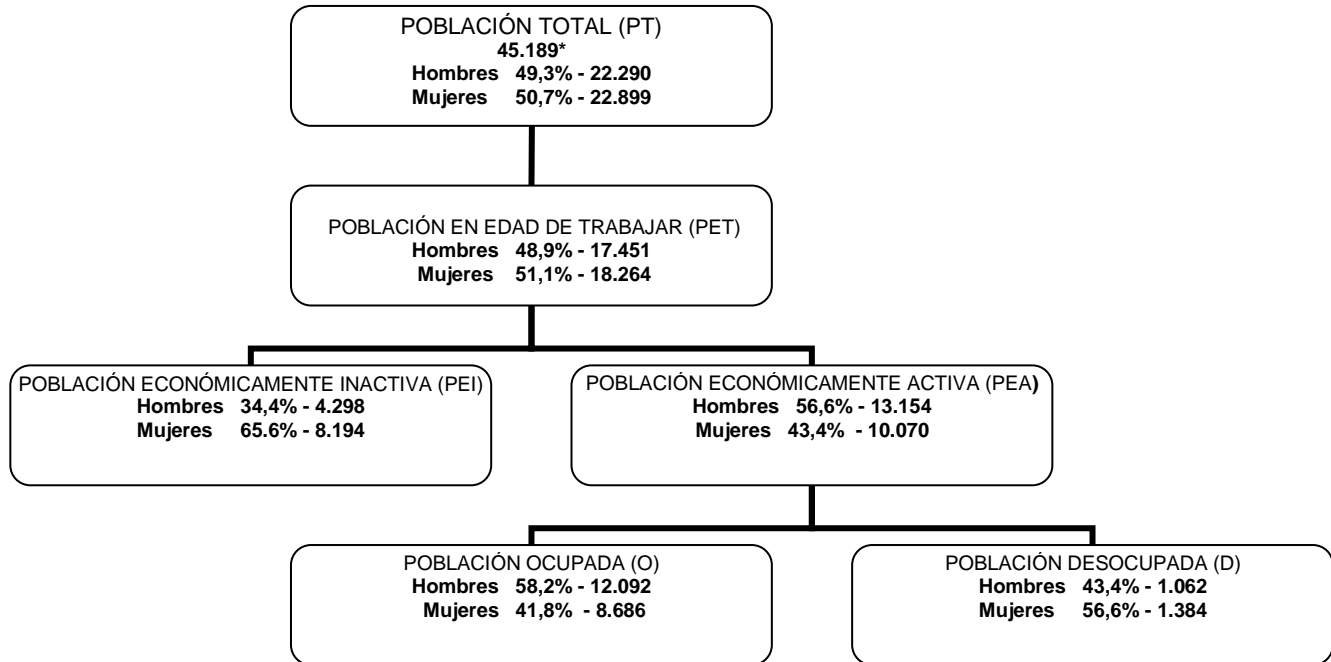 POBLACIÓN TOTAL (PT)
45.189*
Hombres 49,3% - 22.290
Mujeres 50,7% - 22.899
POBLACIÓN EN EDAD DE TRABAJAR (PET)
Hombres 48,9% - 17.451
Mujeres 51,1% - 18.264
POBLACIÓN ECONÓMICAMENTE INACTIVA (PEI)
Hombres 34,4% - 4.298
Mujeres 65.6% - 8.194
POBLACIÓN ECONÓMICAMENTE ACTIVA (PEA)
Hombres 56,6% - 13.154
Mujeres 43,4% - 10.070
POBLACIÓN OCUPADA (O)
Hombres 58,2% - 12.092
Mujeres 41,8% - 8.686
POBLACIÓN DESOCUPADA (D)
Hombres 43,4% - 1.062
Mujeres 56,6% - 1.384